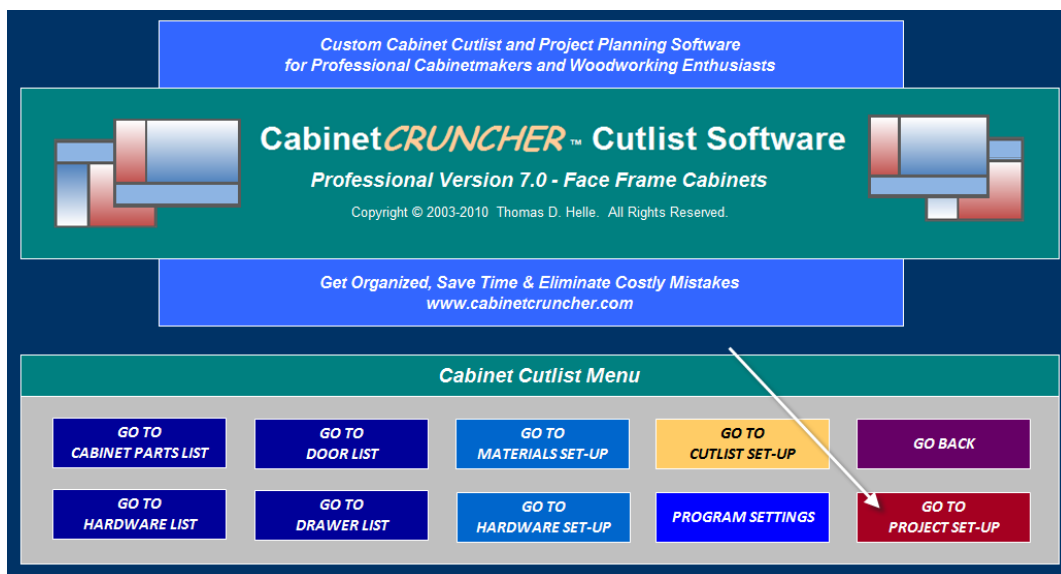 Custom Cabinet Cutlist and Project Planning Software
for Professional Cabinetmakers and Woodworking Enthusiasts
CabinetCRUNCHER™ Cutlist Software
Professional Version 7.0 - Face Frame Cabinets
Copyright © 2003-2010 Thomas D. Helle. All Rights Reserved.
Get Organized, Save Time & Eliminate Costly Mistakes
www.cabinetcruncher.com
Cabinet Cutlist Menu
GO TO
CABINET PARTS LIST
GO TO
DOOR LIST
GO TO
MATERIALS SET-UP
GO TO
CUTLIST SET-UP
GO BACK
GO TO
HARDWARE LIST
GO TO
DRAWER LIST
GO TO
HARDWARE SET-UP
PROGRAM SETTINGS
GO TO
PROJECT SET-UP